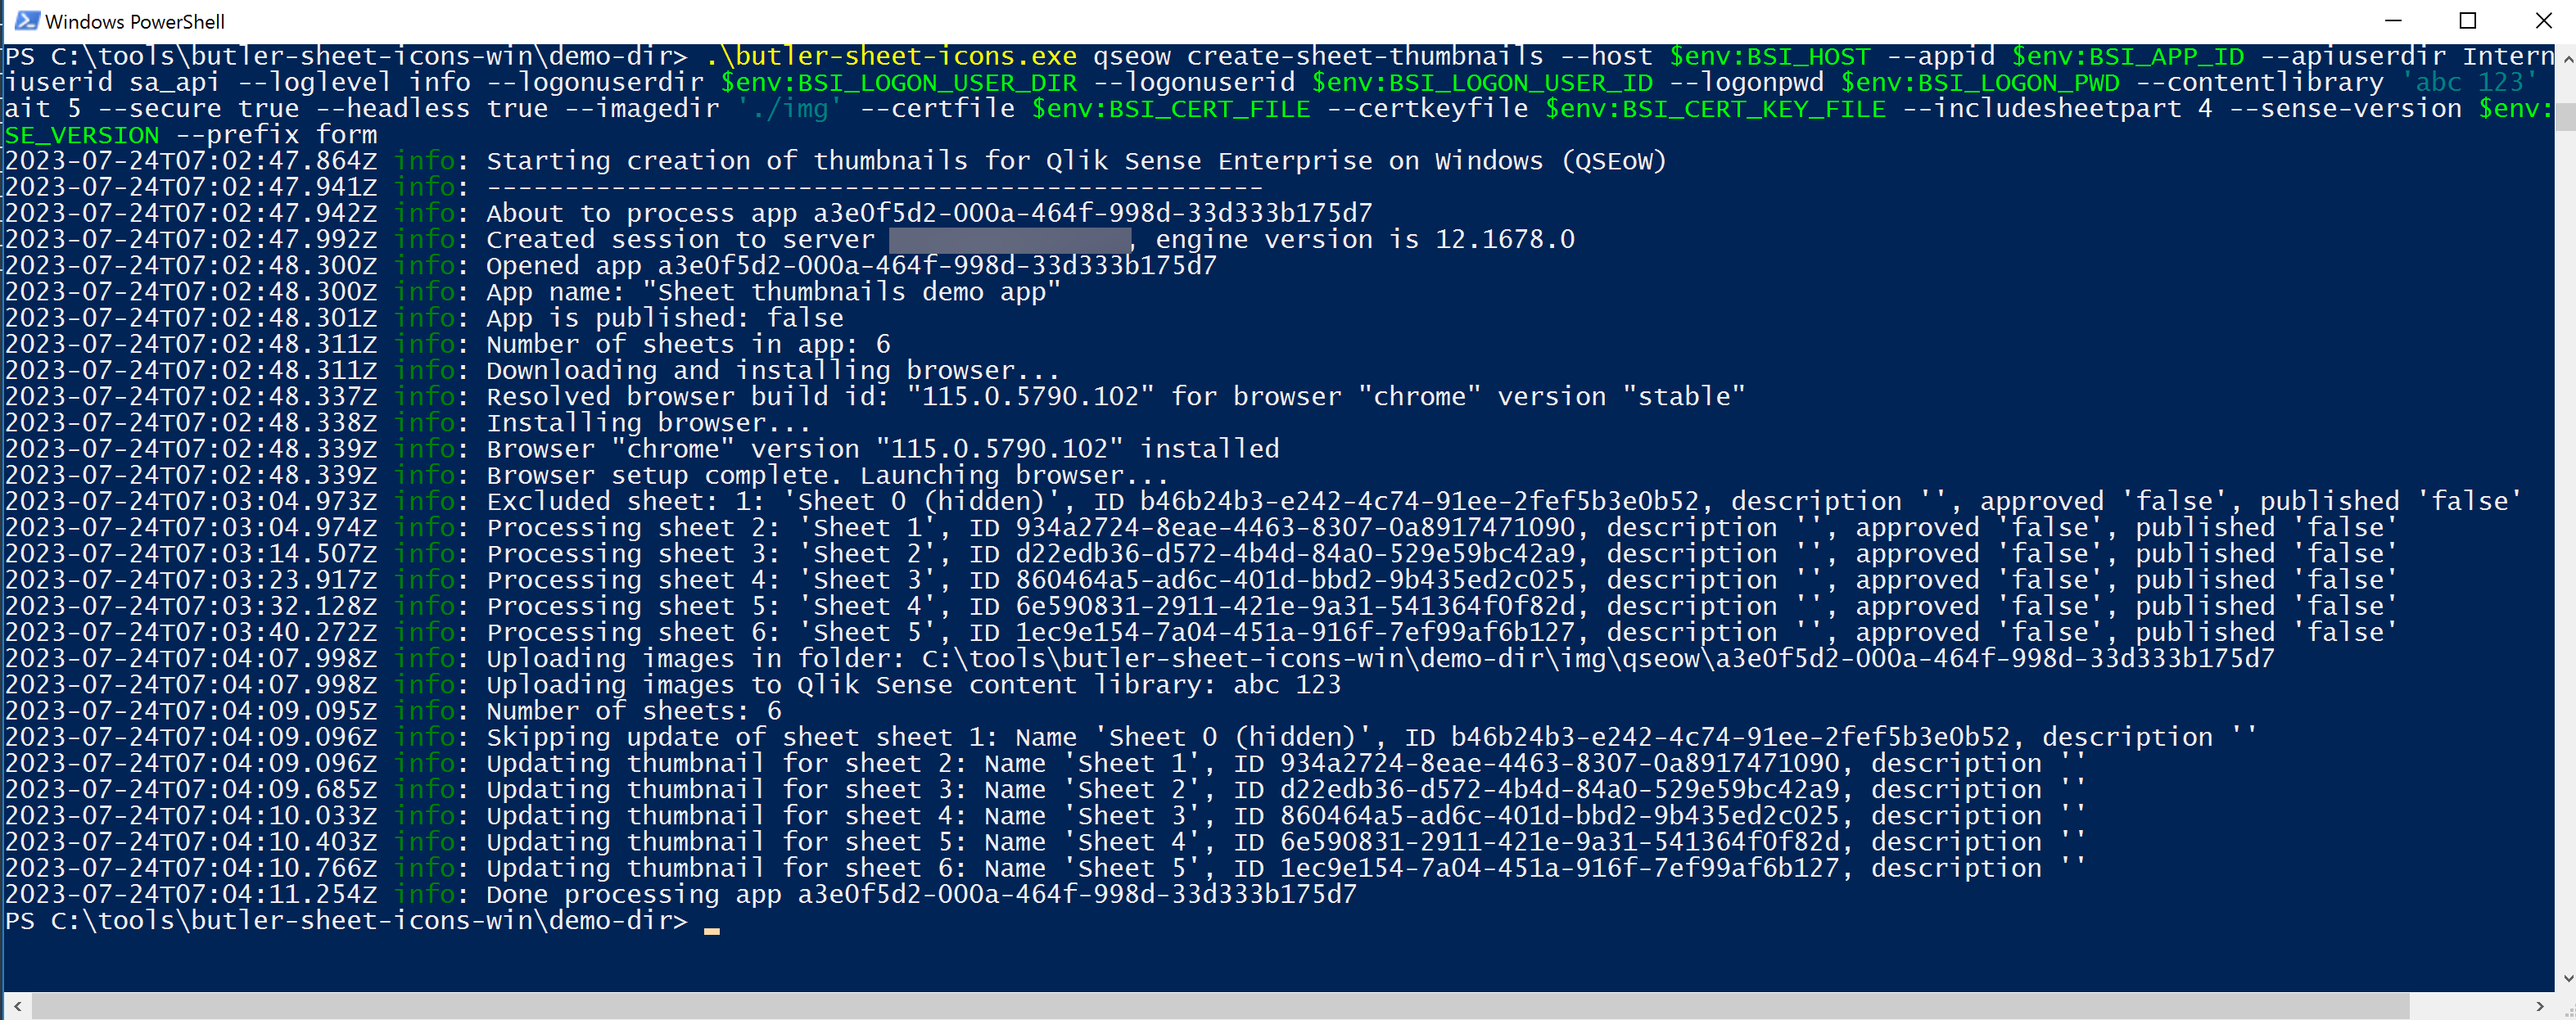 Windows PowerShell
PS C:\tools\butler-sheet-icons-win\demo-dir> .\butler-sheet-icons.exe qseow create-sheet-thumbnails --host $env:BSI_HOST --appid $env:BSI_APP_ID --apiuserdir Intern
iuserid sa_api --loglevel info --logonuserdir $env:BSI_LOGON_USER_DIR --logonuserid $env:BSI_LOGON_USER_ID --logonpwd $env:BSI_LOGON_PWD --contentlibrary 'abc 123'
ait 5 --secure true --headless true --imagedir './img' --certfile $env:BSI_CERT_FILE --certkeyfile $env:BSI_CERT_KEY_FILE --includesheetpart 4 --sense-version $env:
SE_VERSION --prefix form
2023-07-24T07:02:47.864Z info: Starting creation of thumbnails for Qlik Sense Enterprise on Windows (QSEoW)
2023-07-24T07:02:47.941Z info: --------------------------------------------------
2023-07-24T07:02:47.942Z info: About to process app a3e0f5d2-000a-464f-998d-33d333b175d7
2023-07-24T07:02:47.992Z info: Created session to server , engine version is 12.1678.0
2023-07-24T07:02:48.300Z info: Opened app a3e0f5d2-000a-464f-998d-33d333b175d7
2023-07-24T07:02:48.300Z info: App name: "Sheet thumbnails demo app"
2023-07-24T07:02:48.301Z info: App is published: false
2023-07-24T07:02:48.311Z info: Number of sheets in app: 6
2023-07-24T07:02:48.311Z info: Downloading and installing browser...
2023-07-24T07:02:48.337Z info: Resolved browser build id: "115.0.5790.102" for browser "chrome" version "stable"
2023-07-24T07:02:48.338Z info: Installing browser...
2023-07-24T07:02:48.339Z info: Browser "chrome" version "115.0.5790.102" installed
2023-07-24T07:02:48.339Z info: Browser setup complete. Launching browser...
2023-07-24T07:03:04.973Z info: Excluded sheet: 1: 'Sheet 0 (hidden)', ID b46b24b3-e242-4c74-91ee-2fef5b3e0b52, description '', approved 'false', published 'false'
2023-07-24T07:03:04.974Z info: Processing sheet 2: 'Sheet 1', ID 934a2724-8eae-4463-8307-0a8917471090, description '', approved 'false', published 'false'
2023-07-24T07:03:14.507Z info: Processing sheet 3: 'Sheet 2', ID d22edb36-d572-4b4d-84a0-529e59bc42a9, description '', approved 'false', published 'false'
2023-07-24T07:03:23.917Z info: Processing sheet 4: 'Sheet 3', ID 860464a5-ad6c-401d-bbd2-9b435ed2c025, description '', approved 'false', published 'false'
2023-07-24T07:03:32.128Z info: Processing sheet 5: 'Sheet 4', ID 6e590831-2911-421e-9a31-541364f0f82d, description '', approved 'false', published 'false'
2023-07-24T07:03:40.272Z info: Processing sheet 6: 'Sheet 5', ID 1ec9e154-7a04-451a-916f-7ef99af6b127, description '', approved 'false', published 'false'
2023-07-24T07:04:07.998Z info: Uploading images in folder: C:\tools\butler-sheet-icons-win\demo-dir\img\qseow\a3e0f5d2-000a-464f-998d-33d333b175d7
2023-07-24T07:04:07.998Z info: Uploading images to Qlik Sense content library: abc 123
2023-07-24T07:04:09.095Z info: Number of sheets: 6
2023-07-24T07:04:09.096Z info: Skipping update of sheet sheet 1: Name 'Sheet 0 (hidden)', ID b46b24b3-e242-4c74-91ee-2fef5b3e0b52, description ''
2023-07-24T07:04:09.096Z info: Updating thumbnail for sheet 2: Name 'Sheet 1', ID 934a2724-8eae-4463-8307-0a8917471090, description ''
2023-07-24T07:04:09.685Z info: Updating thumbnail for sheet 3: Name 'Sheet 2', ID d22edb36-d572-4b4d-84a0-529e59bc42a9, description ''
2023-07-24T07:04:10.033Z info: Updating thumbnail for sheet 4: Name 'Sheet 3', ID 860464a5-ad6c-401d-bbd2-9b435ed2c025, description ''
2023-07-24T07:04:10.403Z info: Updating thumbnail for sheet 5: Name 'Sheet 4', ID 6e590831-2911-421e-9a31-541364f0f82d, description ''
2023-07-24T07:04:10.766Z info: Updating thumbnail for sheet 6: Name 'Sheet 5', ID 1ec9e154-7a04-451a-916f-7ef99af6b127, description ''
2023-07-24T07:04:11.254Z info: Done processing app a3e0f5d2-000a-464f-998d-33d333b175d7
PS C:\tools\butler-sheet-icons-win\demo-dir>